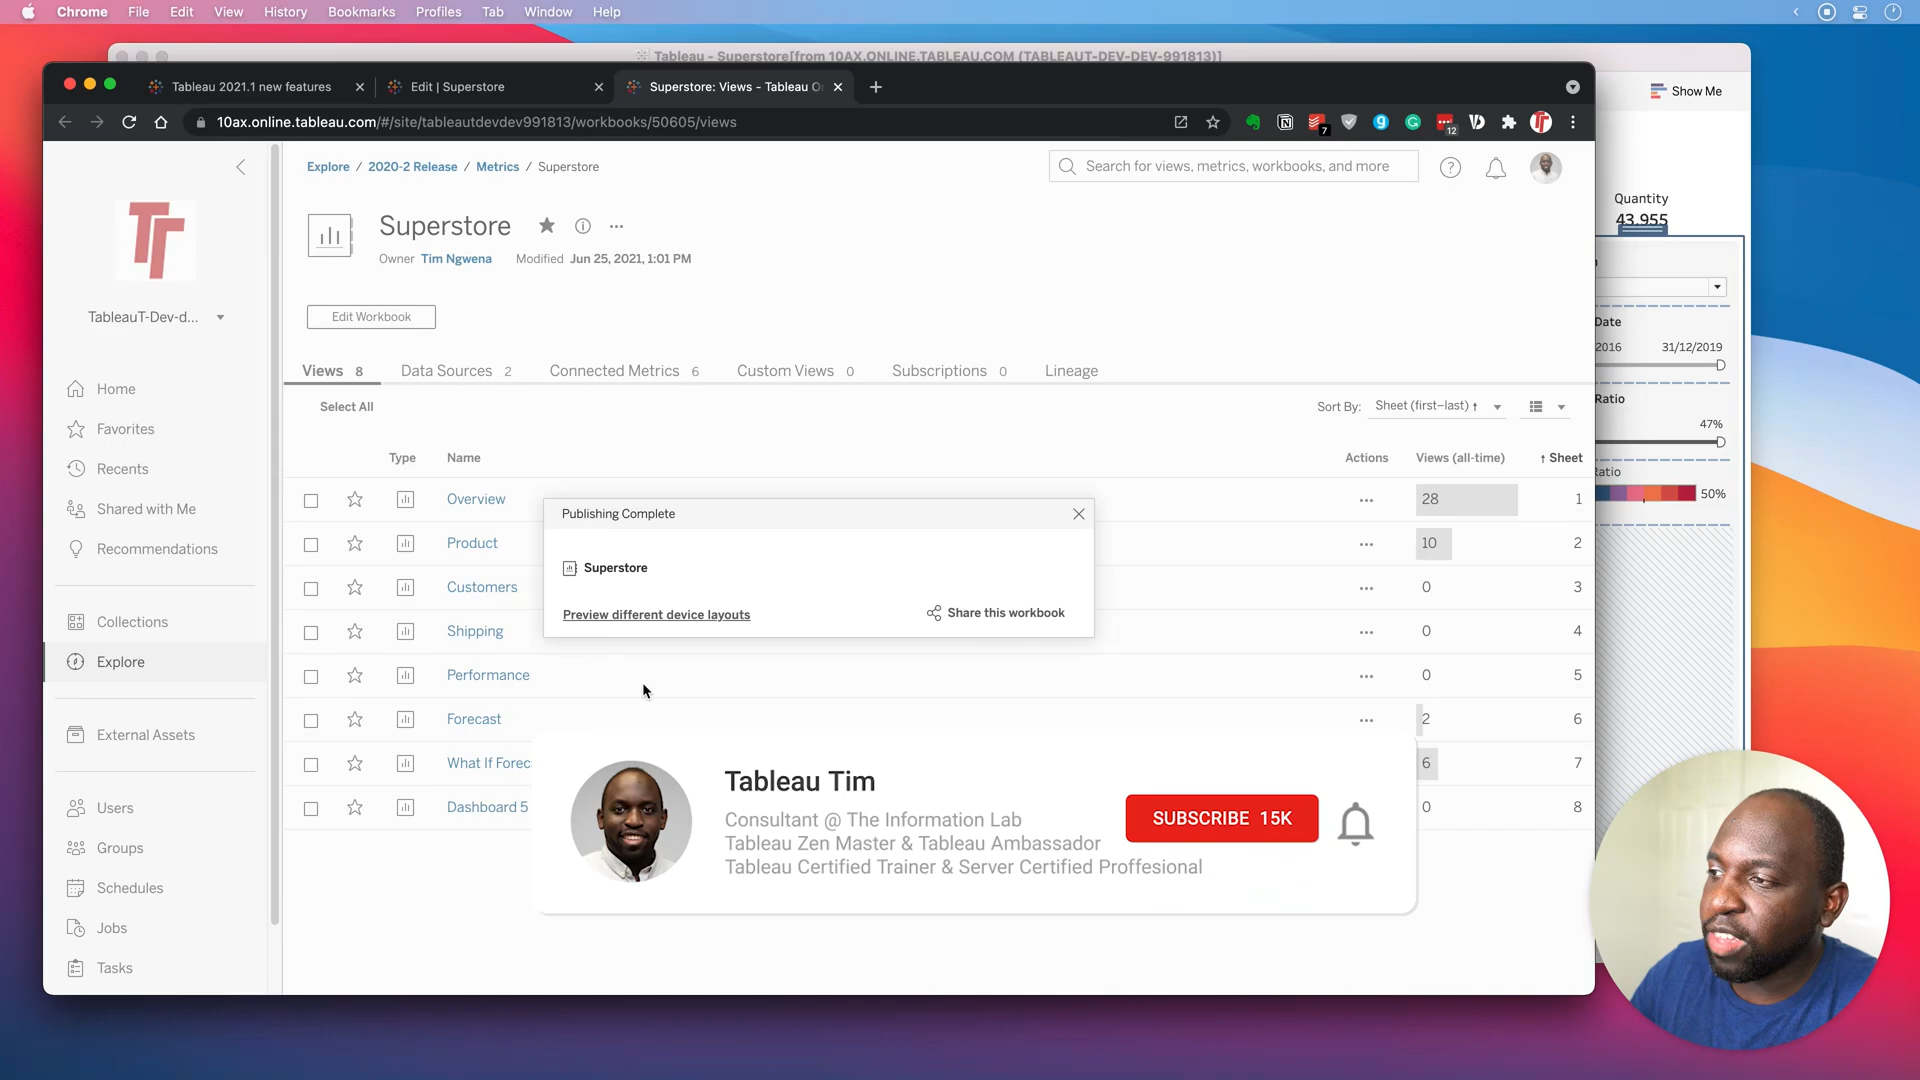 Chrome File Edit View History Bookmarks Profiles Tab Window Help
Tableau - Superstore[from 10AX.ONLINE.TABLEAU.COM (TABLEAUT-DEV-DEV-991813)]
Tableau 2021.1 new features
Edit | Superstore
Superstore: Views - Tableau O
Show Me
10ax.online.tableau.com/#/site/tableautdevdev991813/workbooks/50605/views
7
12
Explore / 2020-2 Release / Metrics / Superstore
Search for views, metrics, workbooks, and more
TT
Superstore
Owner Tim Ngwena Modified Jun 25, 2021, 1:01 PM
Quantity
43,955
TableauT-Dev-d...
Edit Workbook
Date
2016 31/12/2019
Views 8 Data Sources 2 Connected Metrics 6 Custom Views 0 Subscriptions 0 Lineage
Select All
Sort By: Sheet (first–last) ↑
Ratio
47%
atio
50%
Home
Favorites
Recents
Shared with Me
Recommendations
Collections
Explore
External Assets
Users
Groups
Schedules
Jobs
Tasks
Type Name Actions Views (all-time) ↑ Sheet
Overview 28 1
Product 10 2
Customers 0 3
Shipping 0 4
Performance 0 5
Forecast 2 6
What If Forec 6 7
Dashboard 5 0 8
Publishing Complete
Superstore
Preview different device layouts
Share this workbook
Tableau Tim
Consultant @ The Information Lab
Tableau Zen Master & Tableau Ambassador
Tableau Certified Trainer & Server Certified Proffesional
SUBSCRIBE 15K